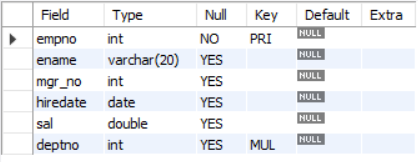 Field Type Null Key Default Extra
empno int NO PRI NULL
ename varchar(20) YES NULL
mgr_no int YES NULL
hiredate date YES NULL
sal double YES NULL
deptno int YES MUL NULL